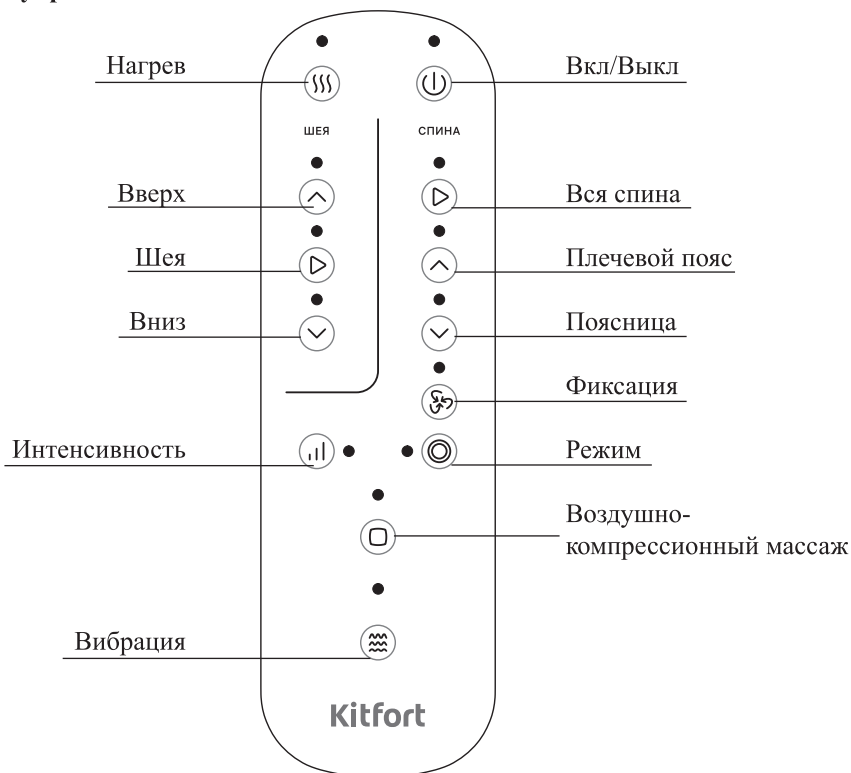 Нагрев
Вкл/Выкл
ШЕЯ
СПИНА
Вверх
Вся спина
Шея
Плечевой пояс
Вниз
Поясница
Фиксация
Интенсивность
Режим
Воздушно-
компрессионный массаж
Вибрация
Kitfort